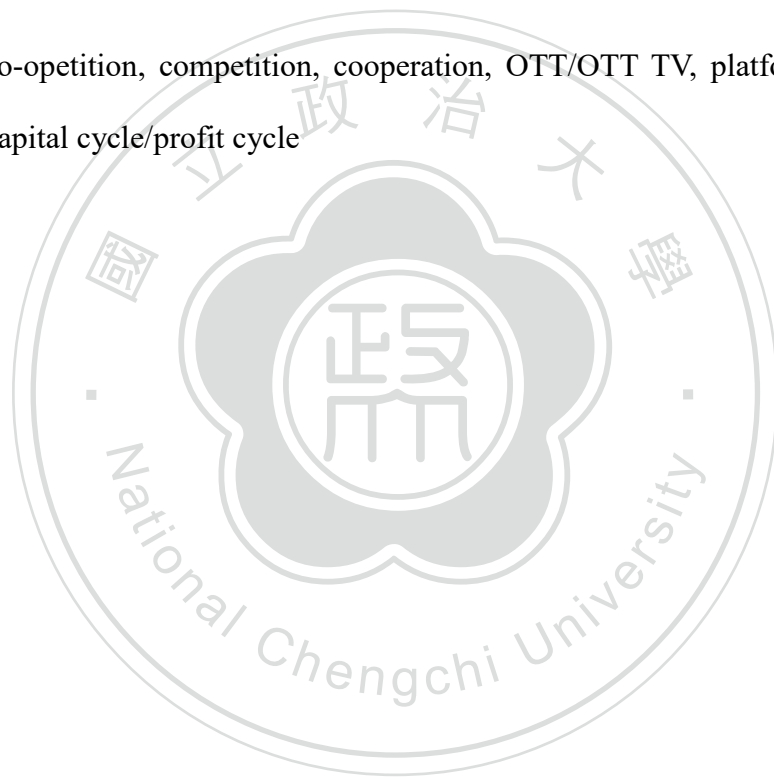 o-opetition, competition, cooperation, OTT/OTT TV, platfo
apital cycle/profit cycle
國立政治大學
National Chengchi University